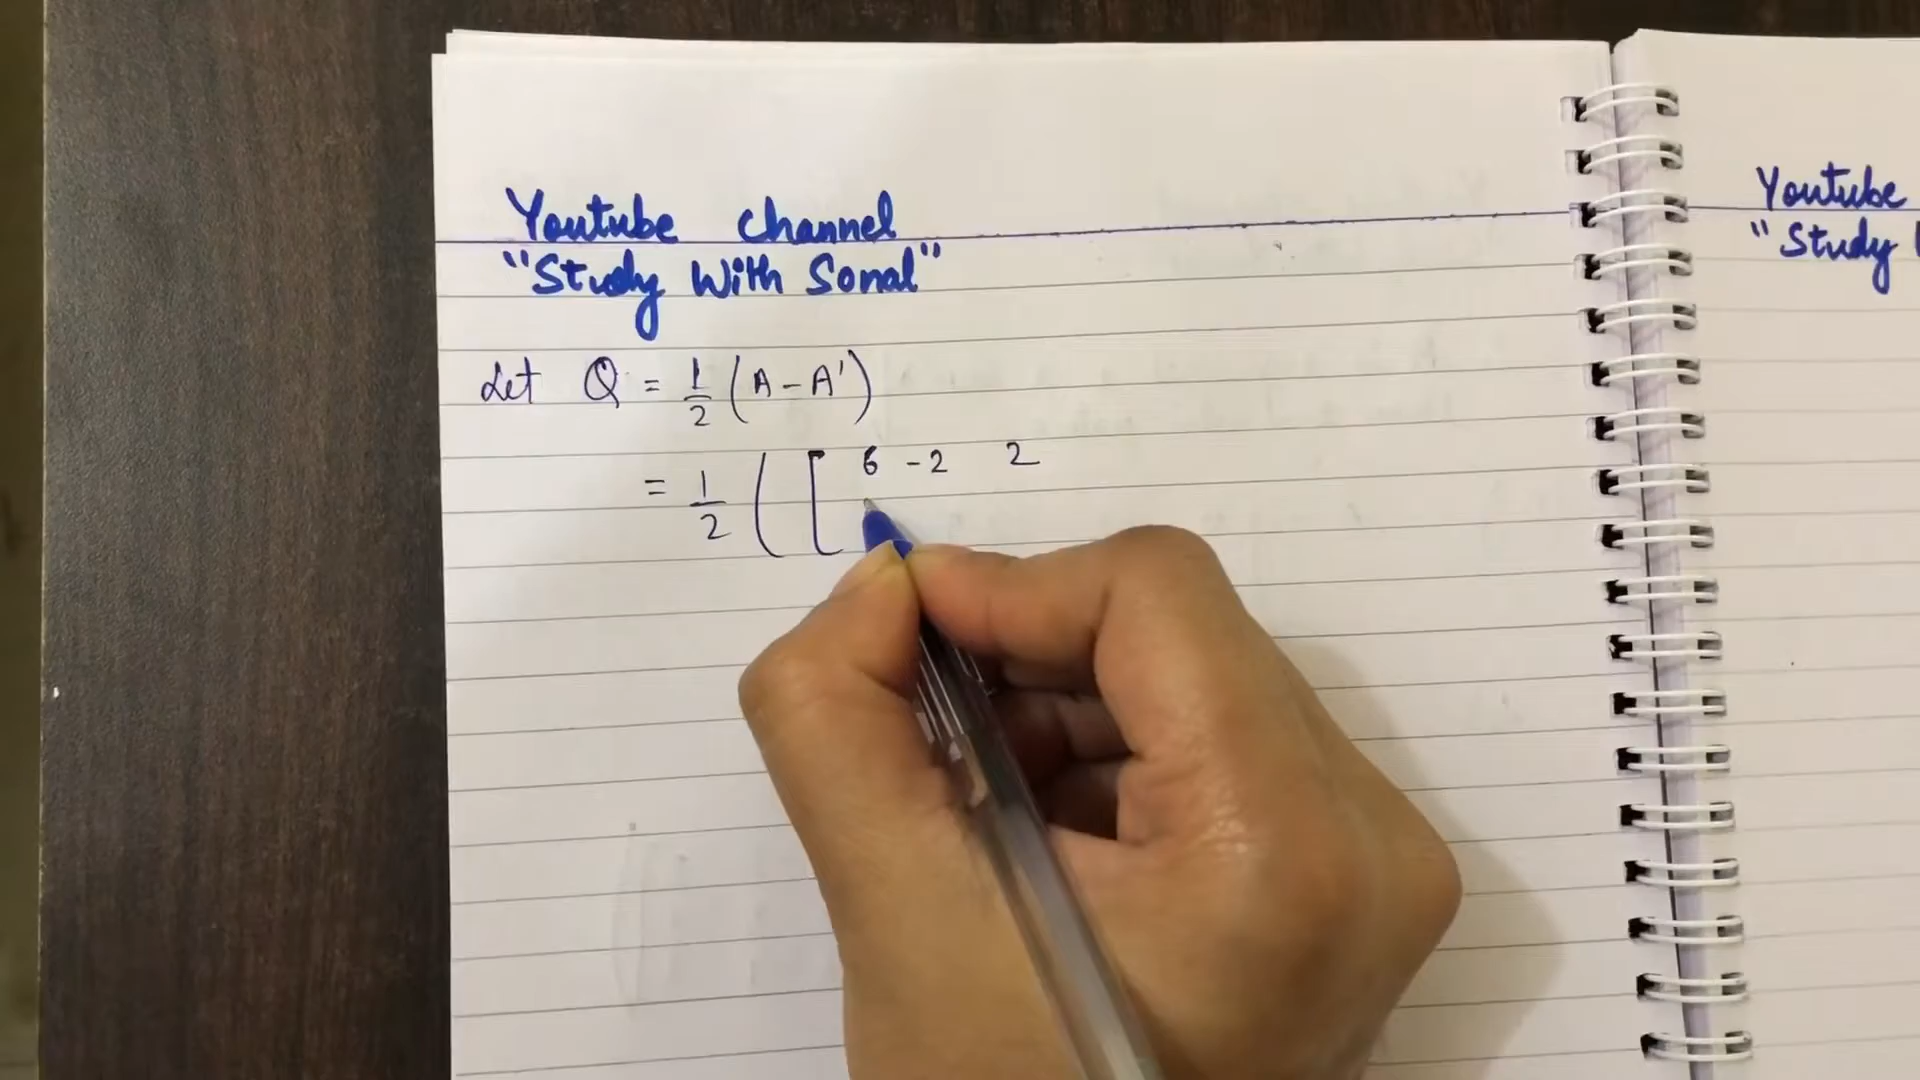 Youtube channel
"Study With Sonal"
Let Q = 1/2 (A - A')
= 1/2 ( [ 6 -2 2
Youtube
"Study